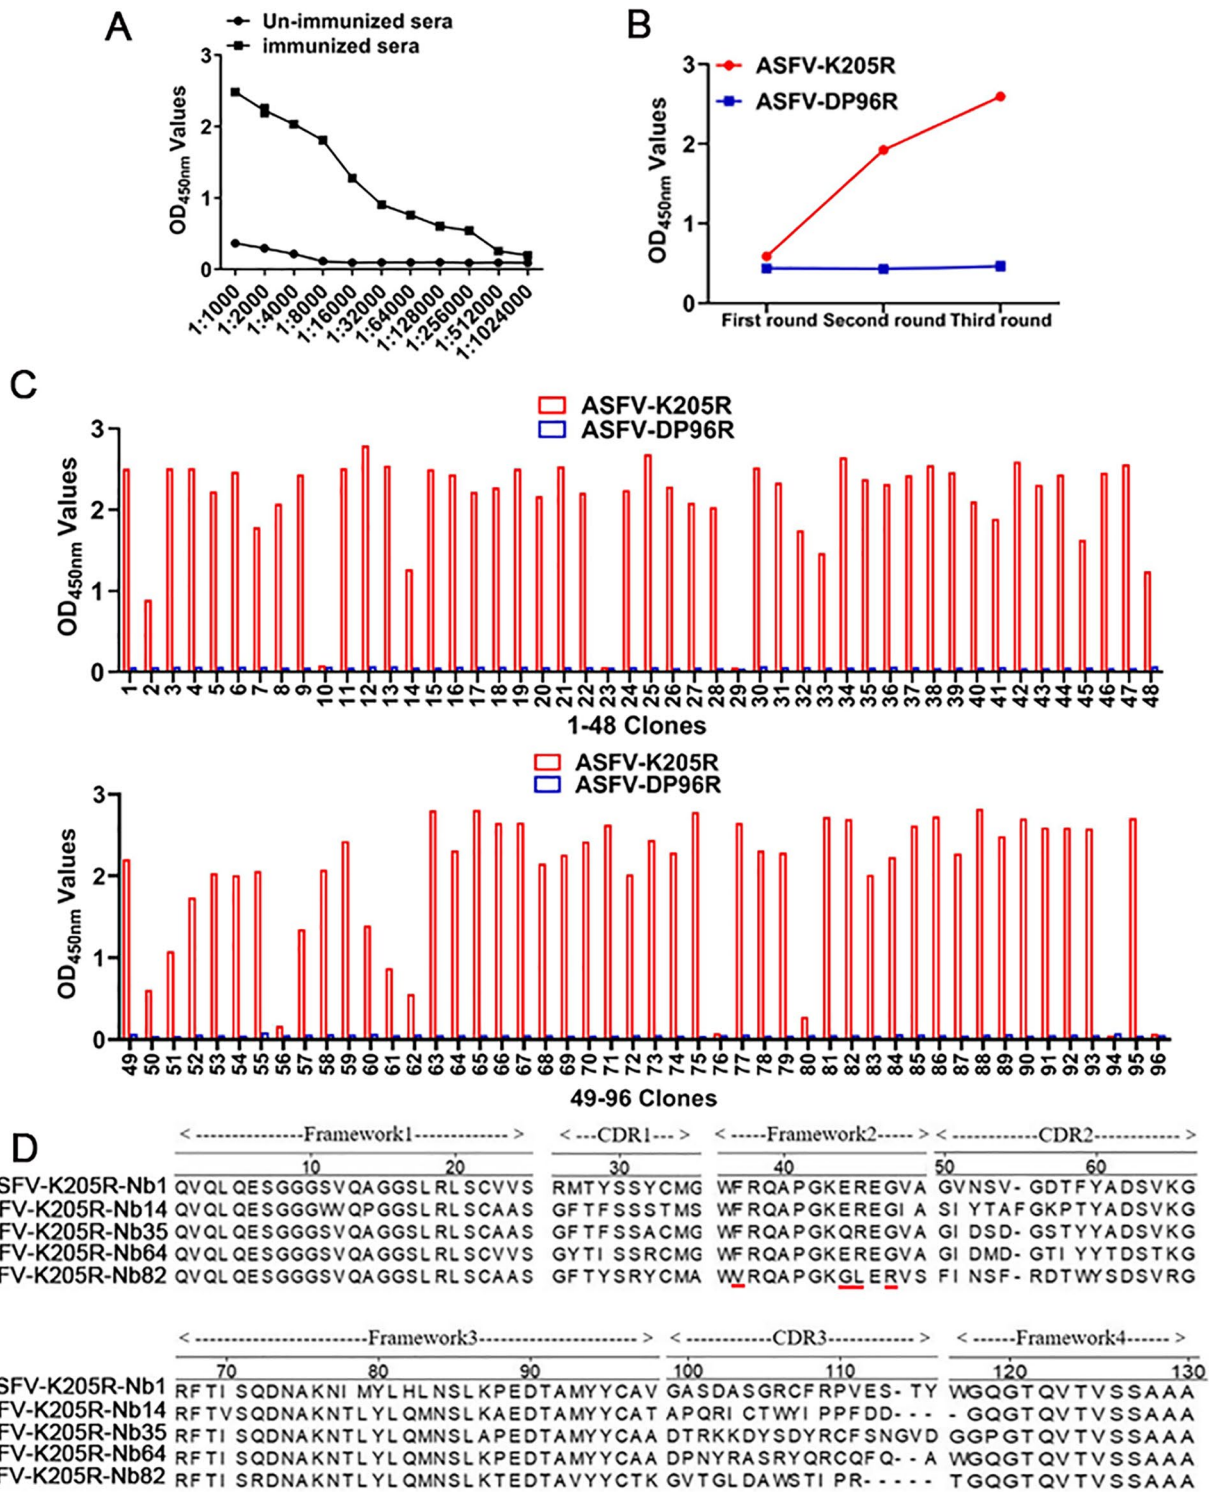 A
Un-immunized sera
immunized sera
OD450nm Values
3
2
1
0
1:1000
1:2000
1:4000
1:8000
1:16000
1:32000
1:64000
1:128000
1:256000
1:512000
1:1024000
B
ASFV-K205R
ASFV-DP96R
OD450nm Values
3
2
1
0
First round Second round Third round
C
ASFV-K205R
ASFV-DP96R
OD450nm Values
3
2
1
0
1 2 3 4 5 6 7 8 9 10 11 12 13 14 15 16 17 18 19 20 21 22 23 24 25 26 27 28 29 30 31 32 33 34 35 36 37 38 39 40 41 42 43 44 45 46 47 48
1-48 Clones
ASFV-K205R
ASFV-DP96R
OD450nm Values
3
2
1
0
49 50 51 52 53 54 55 56 57 58 59 60 61 62 63 64 65 66 67 68 69 70 71 72 73 74 75 76 77 78 79 80 81 82 83 84 85 86 87 88 89 90 91 92 93 94 95 96
49-96 Clones
D
< ---------------Framework1------------- > < ---CDR1--- > < ------Framework2------ > < -------------CDR2------------- >
10 20 30 40 50 60
SFV-K205R-Nb1 QVQLQESGGGSVQAGGSLRLSCVVS RMTYSSYCMG WFRQAPGKEREGVA GVNSV-GDTFYADSVKG
FV-K205R-Nb14 QVQLQESGGGWVQPGGSLRLSCAAS GFTFSSSTMS WFRQAPGKEREGIA SIYTAFGKPTYADSVKG
FV-K205R-Nb35 QVQLQESGGGSVQAGGSLRLSCAAS GFTFSSACMG WFRQAPGKQREGVA GIDSD-GSTYYADSVKG
FV-K205R-Nb64 QVQLQESGGGSVQAGGSLRLSCVVS GYTISSRCMG WFRQAPGKEREGVA GIDMD-GTIYYTDSTKG
FV-K205R-Nb82 QVQLQESGGGSVQAGGSLRLSCAAS GFTYSRYCMA WVRQAPGKGLERVS FINSF-RDTWYSDSVRG
< --------------------------Framework3------------------------ > < --------------CDR3------------- > < ------Framework4------ >
70 80 90 100 110 120 130
SFV-K205R-Nb1 RFTISQDNAKNIMYLHLNSLKPEDTAMYYCAV GASDASGRCFRPVES-TY WGQGTQVTVSSAAA
FV-K205R-Nb14 RFTVSQDNAKNTLYLQMNSLKAEDTAMYYCAT APQRICTWYIPPFDD--- -GQGTQVTVSSAAA
FV-K205R-Nb35 RFTISQDNAKNTLYLQMNSLAPEDTAMYYCAA DTRKKDYSDYRCFSNGVD GGPGTQVTVSSAAA
FV-K205R-Nb64 RFTISQDNAKNTLYLQMNSLKPEDTAMYYCAA DPNYRASRYQRCQFQ--A WGQGTQVTVSSAAA
FV-K205R-Nb82 RFTISRDNAKNTLYLQMNSLKTEDTAVYYCTK GVTGLDAWSTIPR----- TGQGTQVTVSSAAA